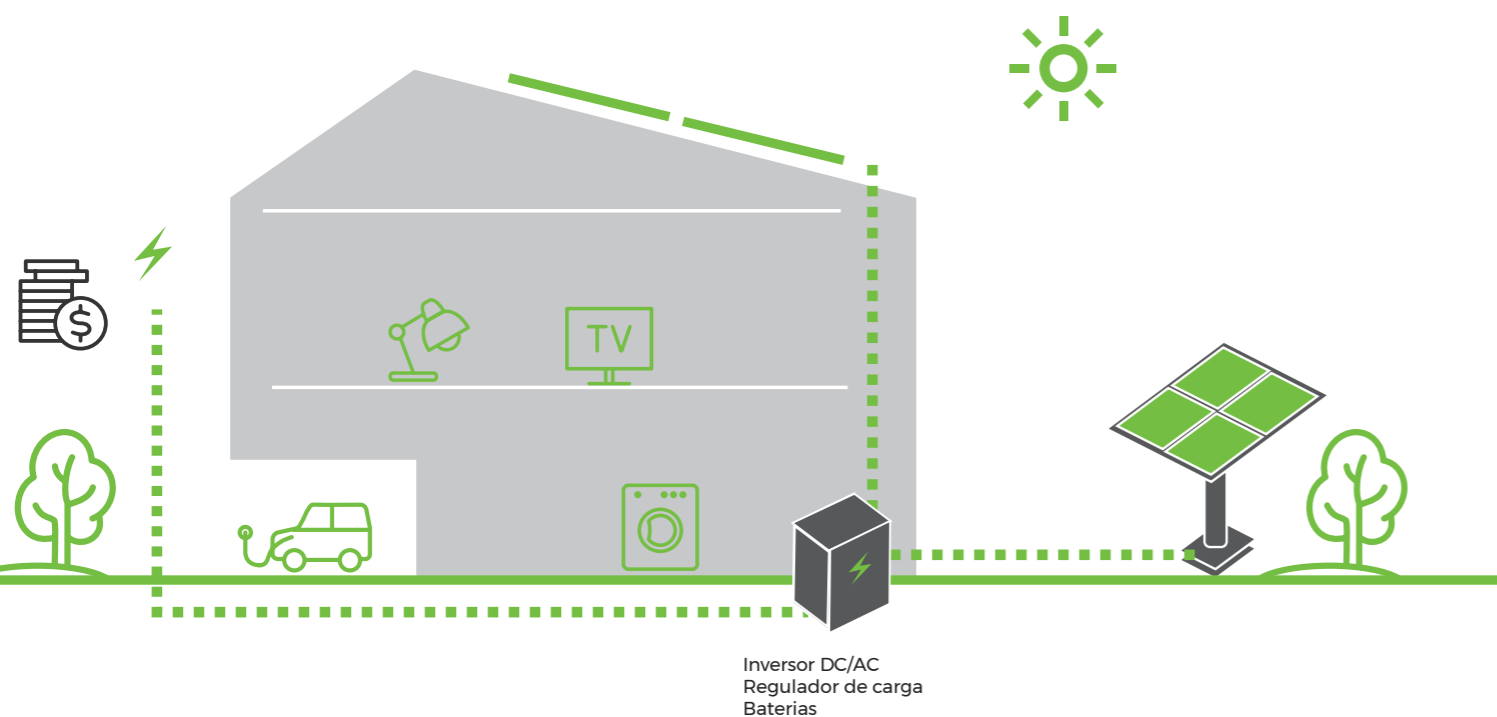 $
TV
Inversor DC/AC
Regulador de carga
Baterias